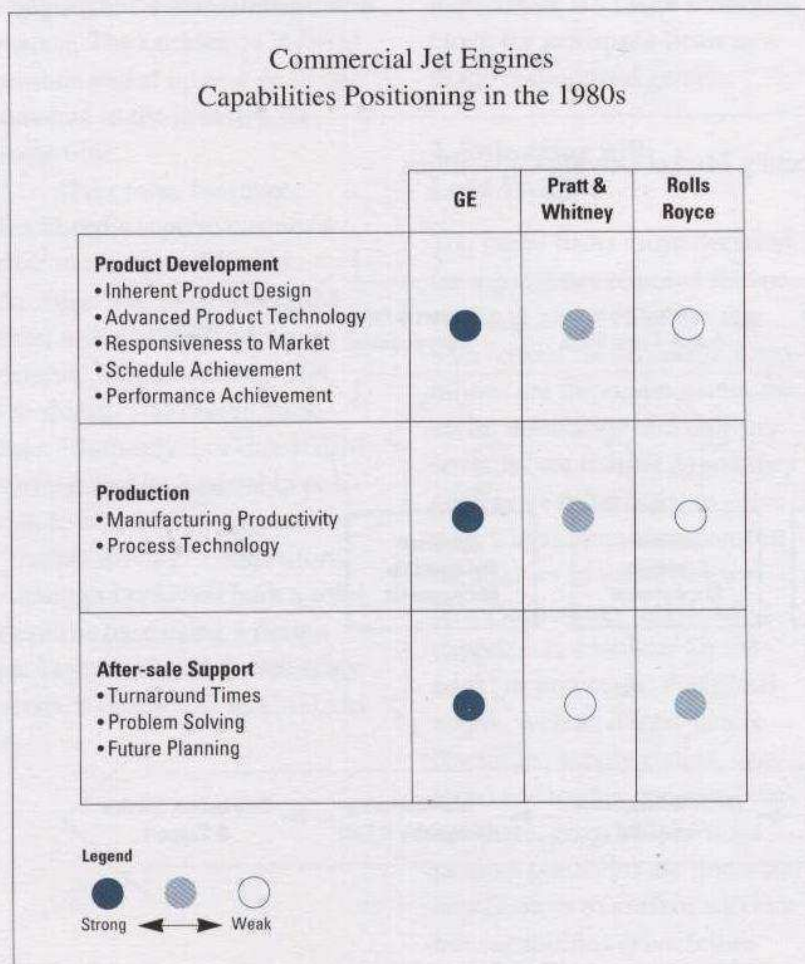 Commercial Jet Engines
Capabilities Positioning in the 1980s
GE
Pratt &
Whitney
Rolls
Royce
Product Development
• Inherent Product Design
• Advanced Product Technology
• Responsiveness to Market
• Schedule Achievement
• Performance Achievement
Production
• Manufacturing Productivity
• Process Technology
After-sale Support
• Turnaround Times
• Problem Solving
• Future Planning
Legend
Strong
Weak